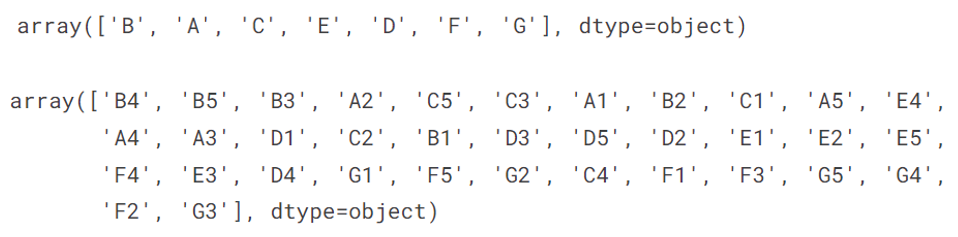 array(['B', 'A', 'C', 'E', 'D', 'F', 'G'], dtype=object)
array(['B4', 'B5', 'B3', 'A2', 'C5', 'C3', 'A1', 'B2', 'C1', 'A5', 'E4',
'A4', 'A3', 'D1', 'C2', 'B1', 'D3', 'D5', 'D2', 'E1', 'E2', 'E5',
'F4', 'E3', 'D4', 'G1', 'F5', 'G2', 'C4', 'F1', 'F3', 'G5', 'G4',
'F2', 'G3'], dtype=object)